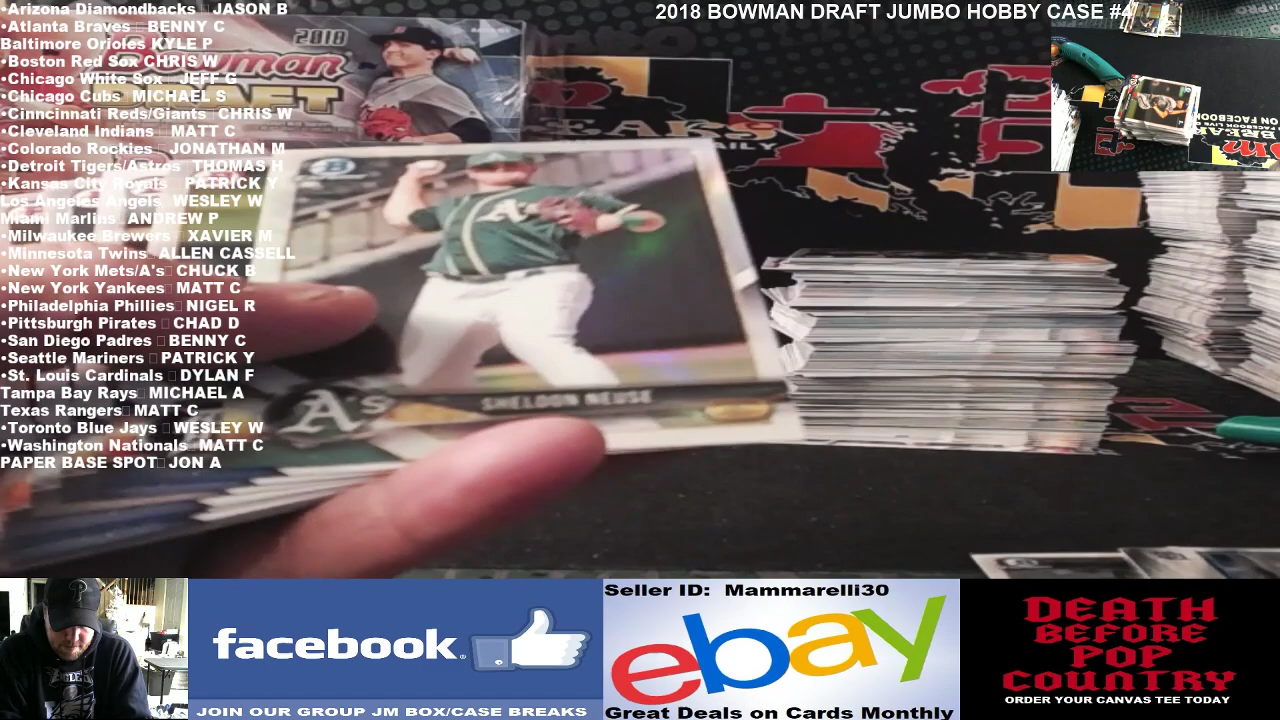 •Arizona Diamondbacks JASON B
•Atlanta Braves BENNY C
Baltimore Orioles KYLE P
•Boston Red Sox CHRIS W
•Chicago White Sox JEFF G
•Chicago Cubs MICHAEL S
•Cinncinnati Reds/Giants CHRIS W
•Cleveland Indians MATT C
•Colorado Rockies JONATHAN M
•Detroit Tigers/Astros THOMAS H
•Kansas City Royals PATRICK Y
Los Angeles Angels WESLEY W
Miami Marlins ANDREW P
•Milwaukee Brewers XAVIER M
•Minnesota Twins ALLEN CASSELL
•New York Mets/A's CHUCK B
•New York Yankees MATT C
•Philadelphia Phillies NIGEL R
•Pittsburgh Pirates CHAD D
•San Diego Padres BENNY C
•Seattle Mariners PATRICK Y
•St. Louis Cardinals DYLAN F
Tampa Bay Rays MICHAEL A
Texas Rangers MATT C
•Toronto Blue Jays WESLEY W
•Washington Nationals MATT C
PAPER BASE SPOT JON A
2018 BOWMAN DRAFT JUMBO HOBBY CASE #4
2018
Bowman
DRAFT
A's
A's
SHELDON NEUSE
facebook
JOIN OUR GROUP JM BOX/CASE BREAKS
Seller ID: Mammarelli30
ebay
Great Deals on Cards Monthly
DEATH
BEFORE
POP
COUNTRY
ORDER YOUR CANVAS TEE TODAY